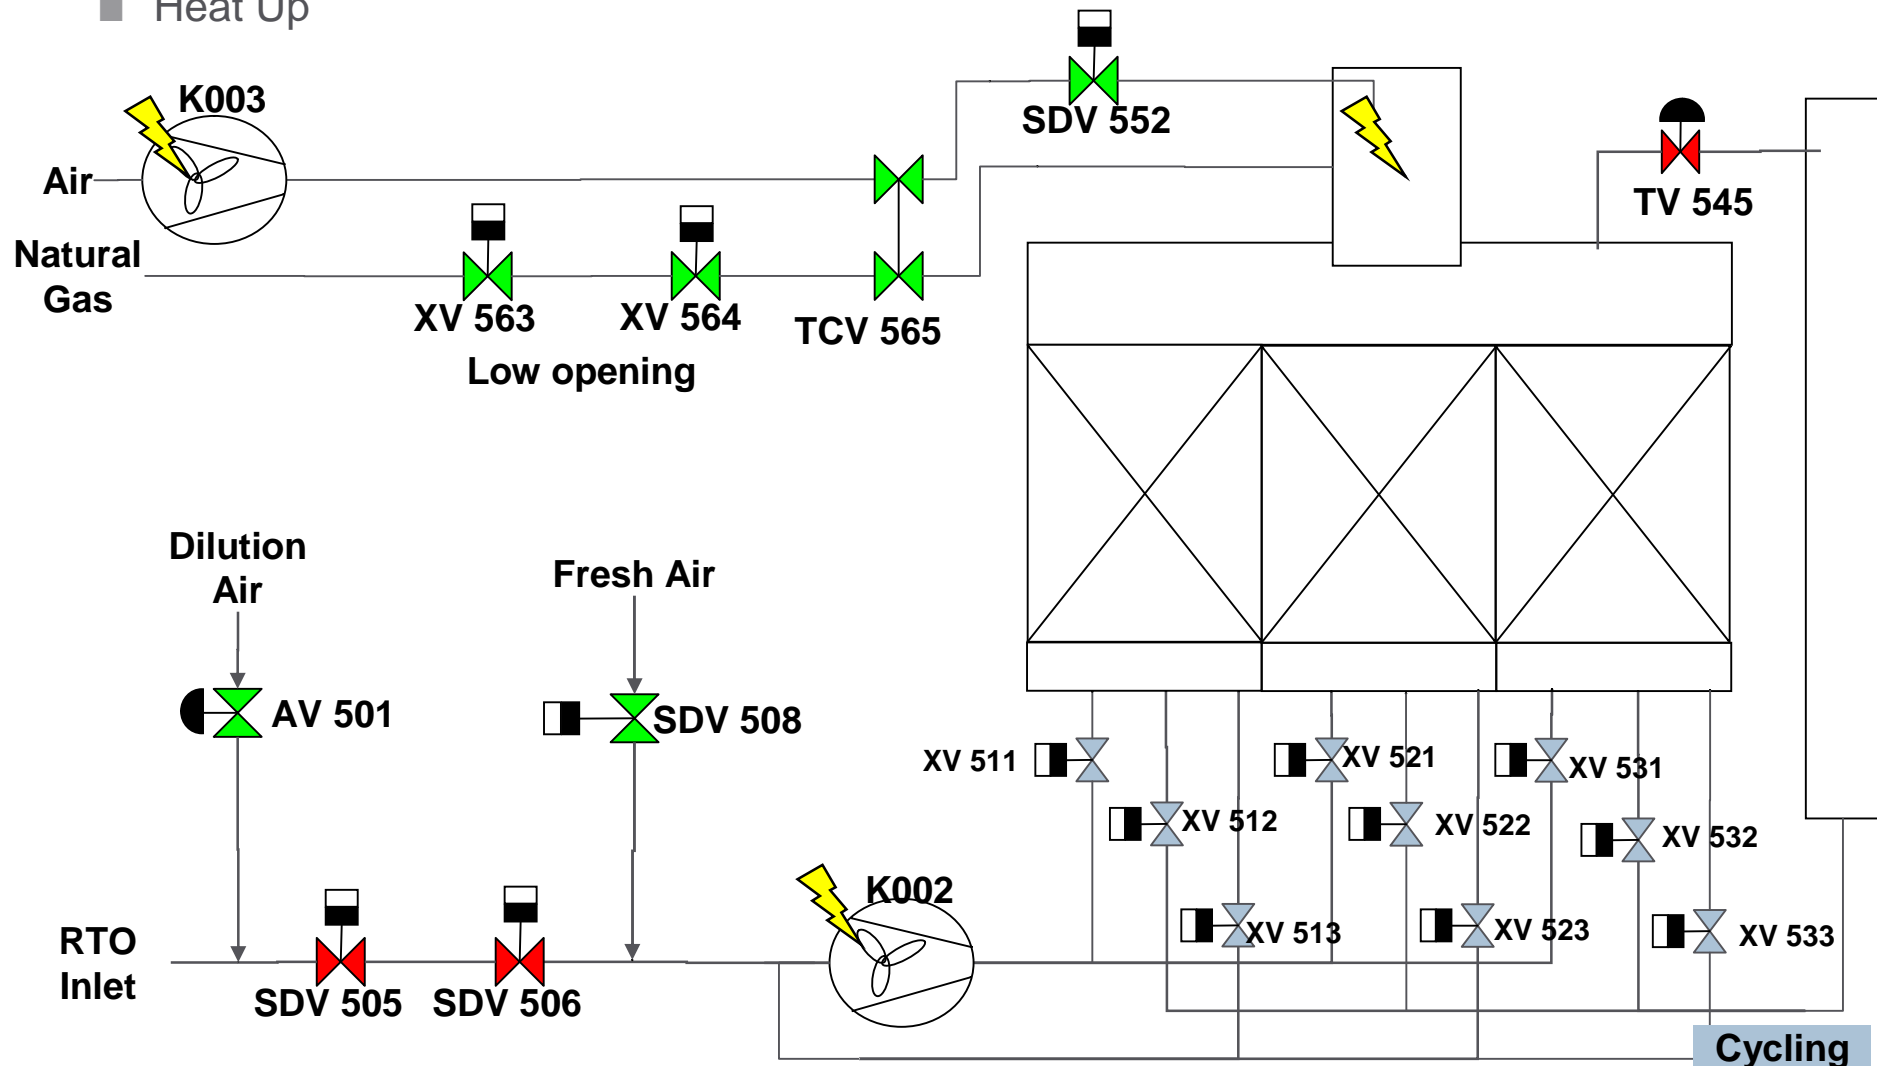 Heat Up
K003
SDV 552
Air
TV 545
Natural
Gas
XV 563
XV 564
TCV 565
Low opening
Dilution
Air
Fresh Air
AV 501
SDV 508
XV 511
XV 521
XV 531
XV 512
XV 522
XV 532
K002
XV 513
XV 523
XV 533
RTO
Inlet
SDV 505
SDV 506
Cycling